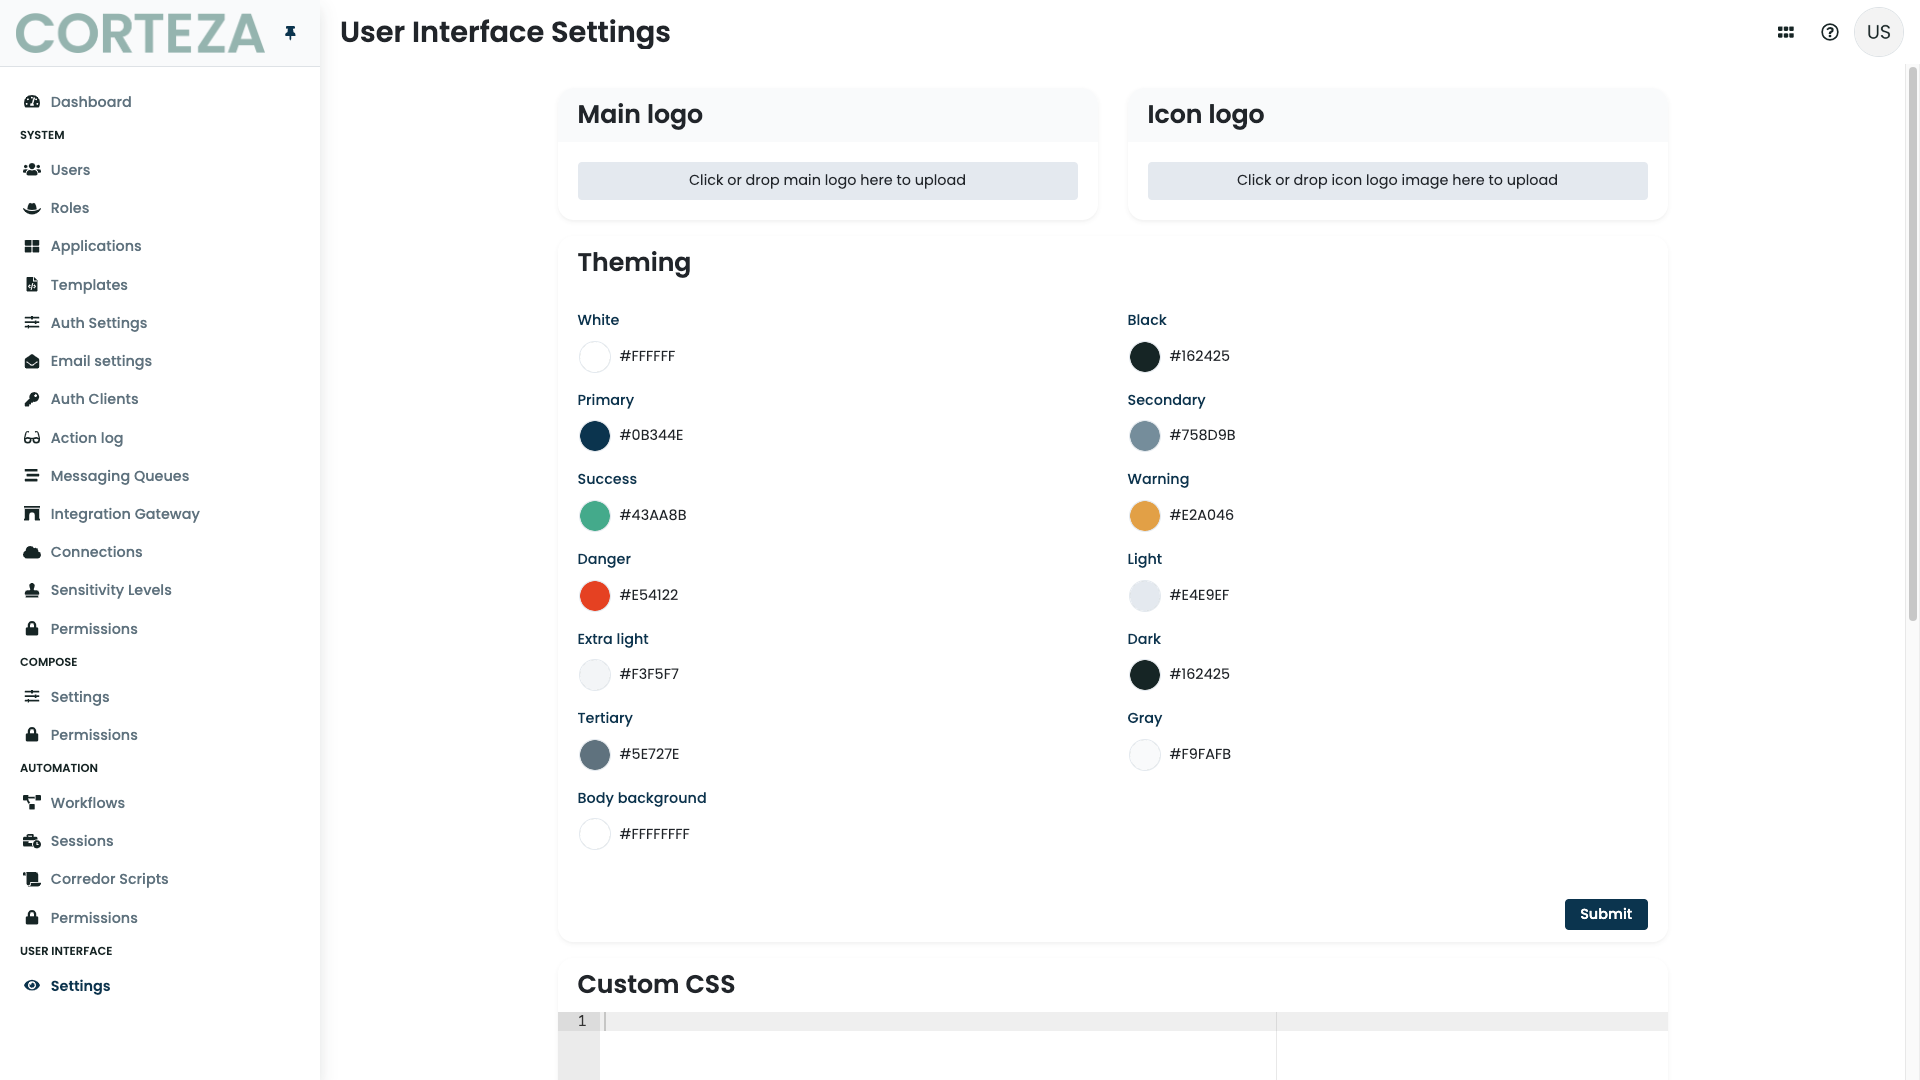 CORTEZA
User Interface Settings
US
Dashboard
SYSTEM
Users
Roles
Applications
Templates
Auth Settings
Email settings
Auth Clients
Action log
Messaging Queues
Integration Gateway
Connections
Sensitivity Levels
Permissions
COMPOSE
Settings
Permissions
AUTOMATION
Workflows
Sessions
Corredor Scripts
Permissions
USER INTERFACE
Settings
Main logo
Click or drop main logo here to upload
Icon logo
Click or drop icon logo image here to upload
Theming
White
#FFFFFF
Black
#162425
Primary
#0B344E
Secondary
#758D9B
Success
#43AA8B
Warning
#E2A046
Danger
#E54122
Light
#E4E9EF
Extra light
#F3F5F7
Dark
#162425
Tertiary
#5E727E
Gray
#F9FAFB
Body background
#FFFFFFFF
Submit
Custom CSS
1